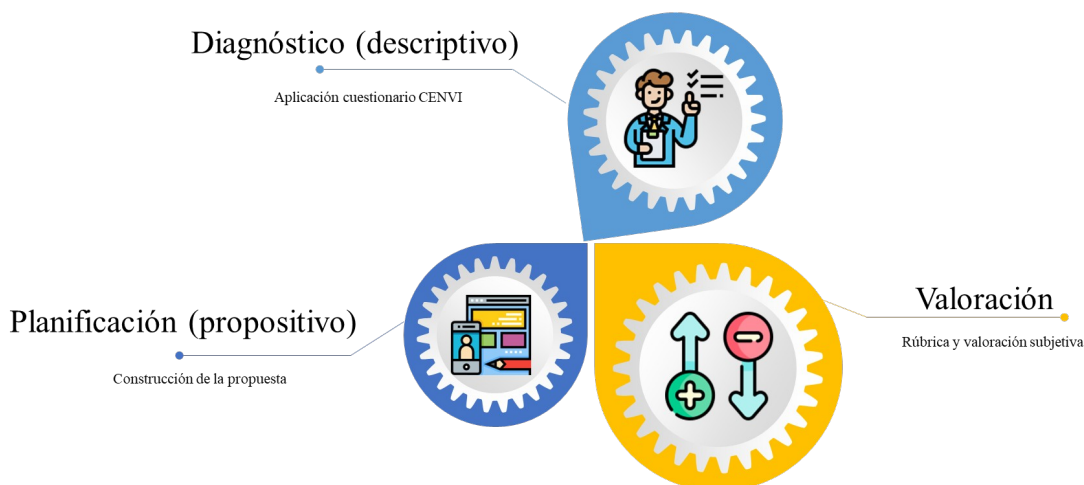 Diagnóstico (descriptivo)
Aplicación cuestionario CENVI
Planificación (propositivo)
Construcción de la propuesta
Valoración
Rúbrica y valoración subjetiva